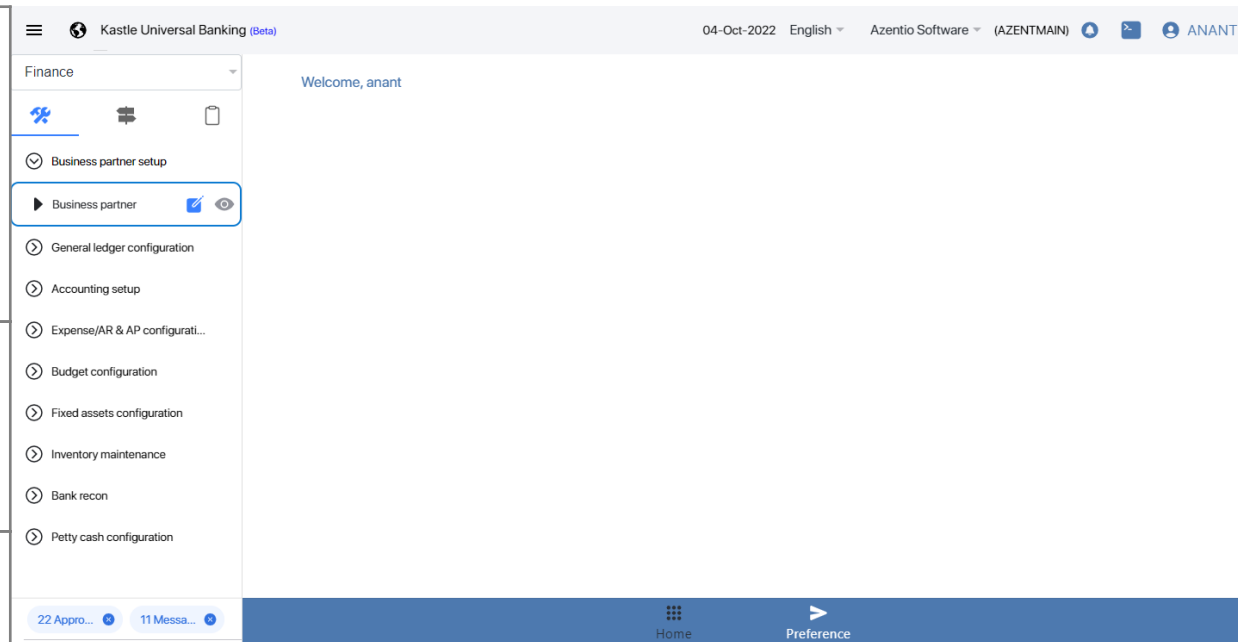 Kastle Universal Banking (Beta) 04-Oct-2022 English Azentio Software (AZENTMAIN) ANANT
Finance
Welcome, anant
Business partner setup
Business partner
General ledger configuration
Accounting setup
Expense/AR & AP configurati...
Budget configuration
Fixed assets configuration
Inventory maintenance
Bank recon
Petty cash configuration
22 Appro... 11 Messa...
Home Preference